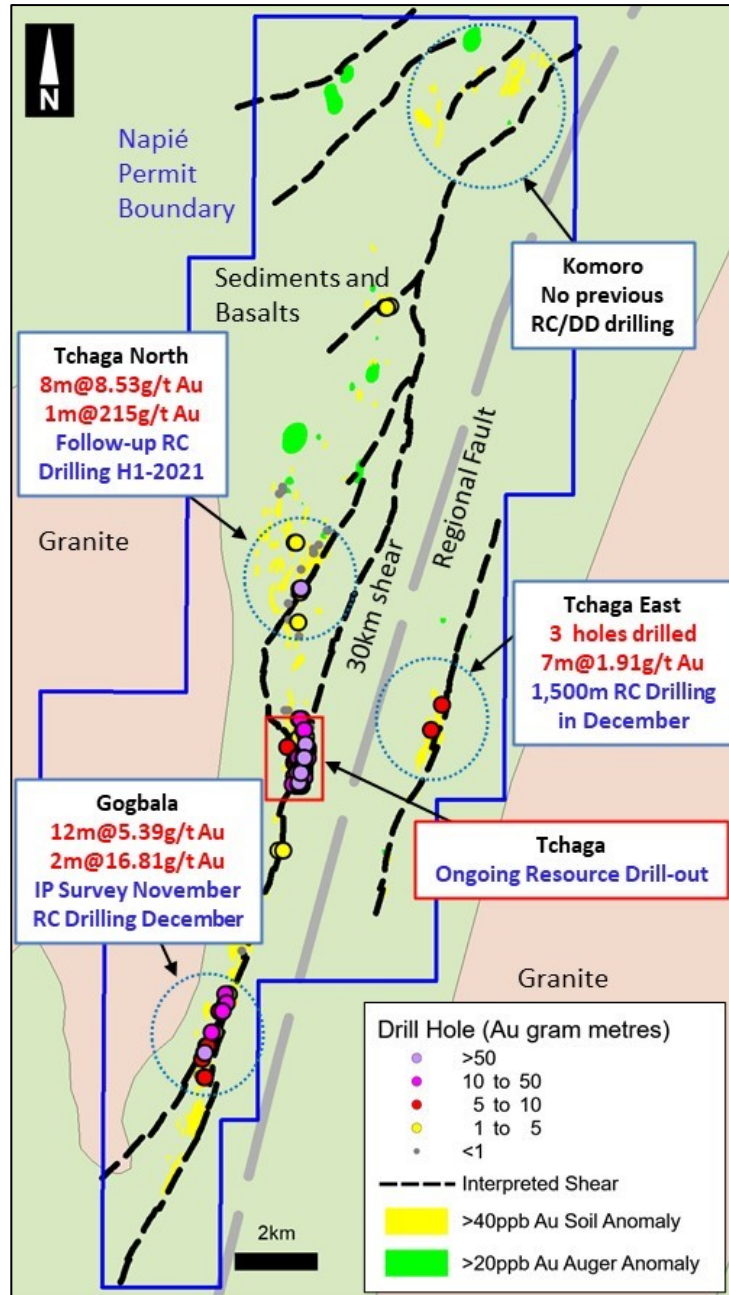 N
Napié
Permit
Boundary
Sediments and
Basalts
Komoro
No previous
RC/DD drilling
Tchaga North
8m@8.53g/t Au
1m@215g/t Au
Follow-up RC
Drilling H1-2021
Granite
Regional Fault
30km shear
Tchaga East
3 holes drilled
7m@1.91g/t Au
1,500m RC Drilling
in December
Gogbala
12m@5.39g/t Au
2m@16.81g/t Au
IP Survey November
RC Drilling December
Tchaga
Ongoing Resource Drill-out
Granite
Drill Hole (Au gram metres)
>50
10 to 50
5 to 10
1 to 5
<1
Interpreted Shear
>40ppb Au Soil Anomaly
>20ppb Au Auger Anomaly
2km